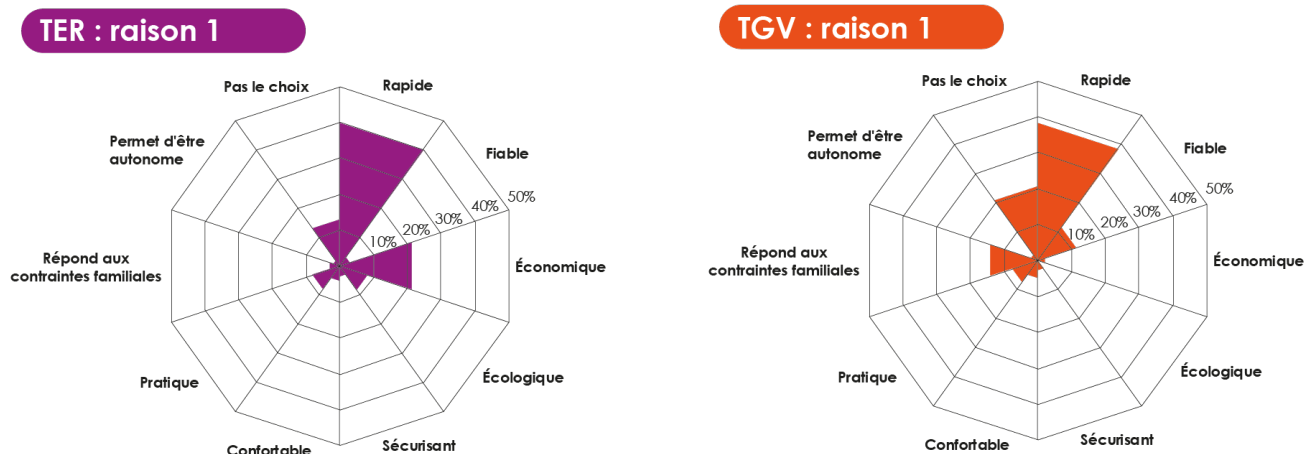 TER : raison 1
Pas le choix
Rapide
Permet d'être
autonome
Fiable
50%
40%
30%
20%
10%
Répond aux
contraintes familiales
Économique
Pratique
Écologique
Confortable
Sécurisant
TGV : raison 1
Pas le choix
Rapide
Permet d'être
autonome
Fiable
50%
40%
30%
20%
10%
Répond aux
contraintes familiales
Économique
Pratique
Écologique
Confortable
Sécurisant